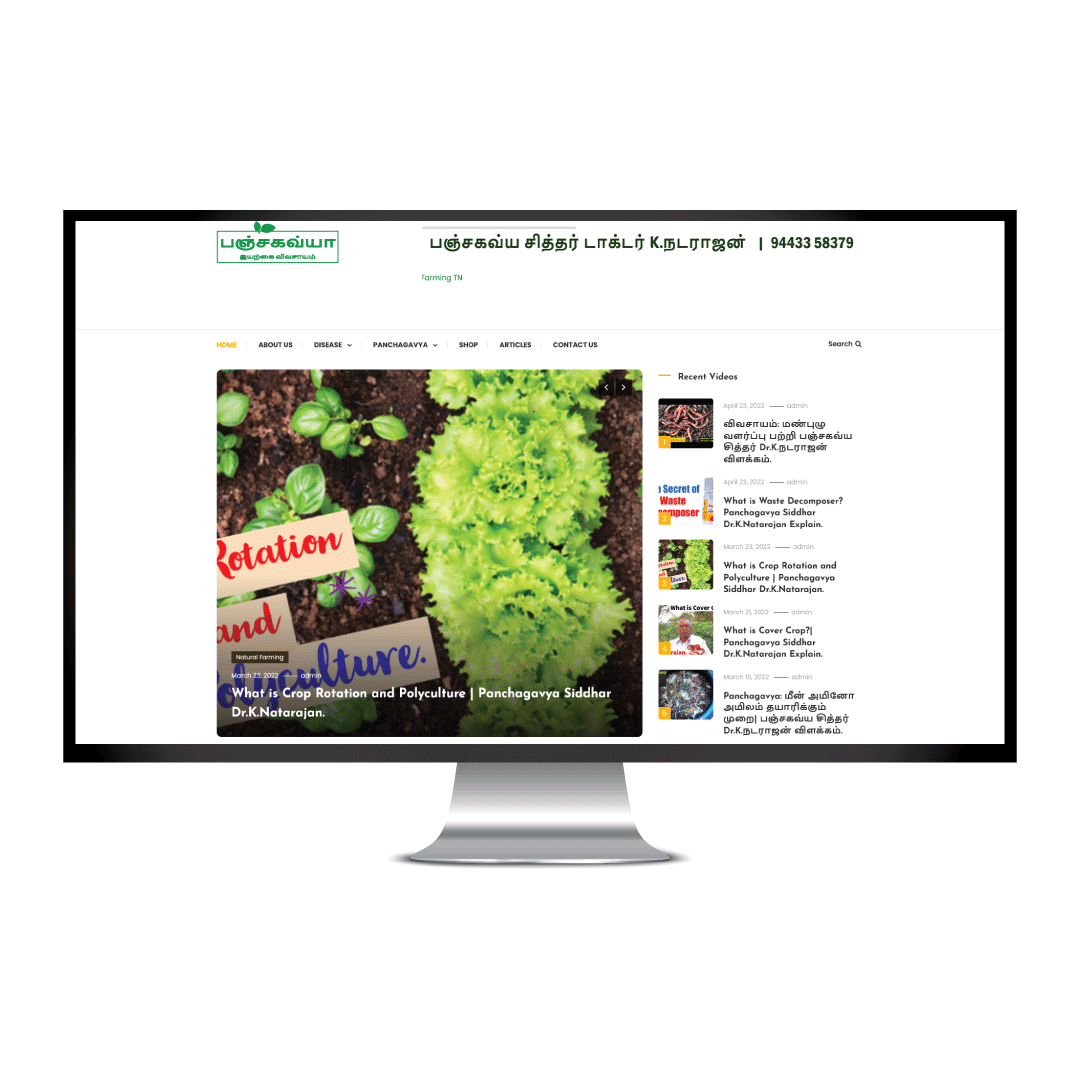 பஞ்சகவ்யா
இயற்கை விவசாயம்
பஞ்சகவ்ய சித்தர் டாக்டர் K.நடராஜன் | 94433 58379
Farming TN
HOME
ABOUT US
DISEASE
PANCHAGAVYA
SHOP
ARTICLES
CONTACT US
Search
Rotation
and
Polyculture.
Natural Farming
March 23, 2022 admin
What is Crop Rotation and Polyculture | Panchagavya Siddhar
Dr.K.Natarajan.
Recent Videos
1
April 23, 2022 admin
விவசாயம்: மண்புழு
வளர்ப்பு பற்றி பஞ்சகவ்ய
சித்தர் Dr.K.நடராஜன்
விளக்கம்.
Secret of
Waste
composer
2
April 23, 2022 admin
What is Waste Decomposer?
Panchagavya Siddhar
Dr.K.Natarajan Explain.
3
March 23, 2022 admin
What is Crop Rotation and
Polyculture | Panchagavya
Siddhar Dr.K.Natarajan.
What is Cover C
4
March 21, 2022 admin
What is Cover Crop?|
Panchagavya Siddhar
Dr.K.Natarajan Explain.
5
March 19, 2022 admin
Panchagavya: மீன் அமினோ
அமிலம் தயாரிக்கும்
முறை| பஞ்சகவ்ய சித்தர்
Dr.K.நடராஜன் விளக்கம்.